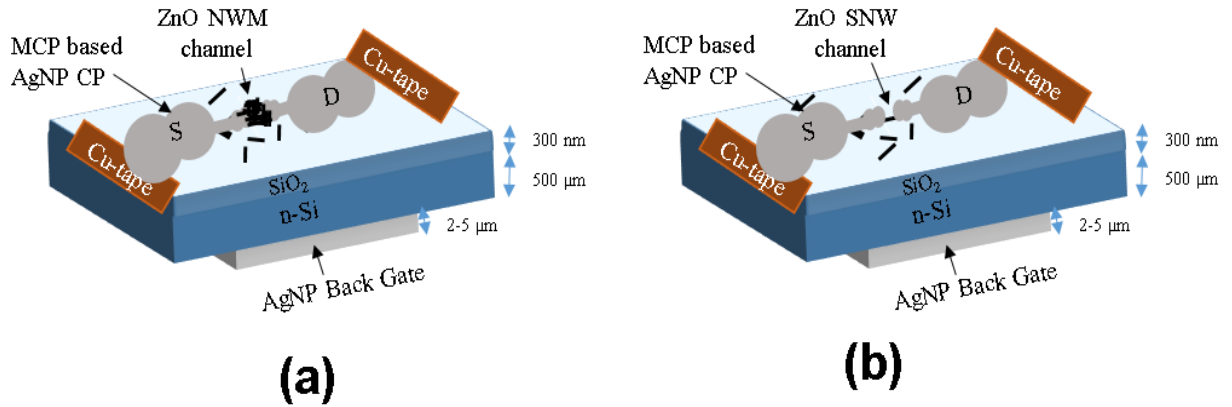 ZnO NWM
channel
MCP based
AgNP CP
Cu-tape
D
S
Cu-tape
300 nm
500 µm
SiO₂
n-Si
2-5 µm
AgNP Back Gate
(a)
ZnO SNW
channel
MCP based
AgNP CP
Cu-tape
D
S
Cu-tape
300 nm
500 µm
SiO₂
n-Si
2-5 µm
AgNP Back Gate
(b)